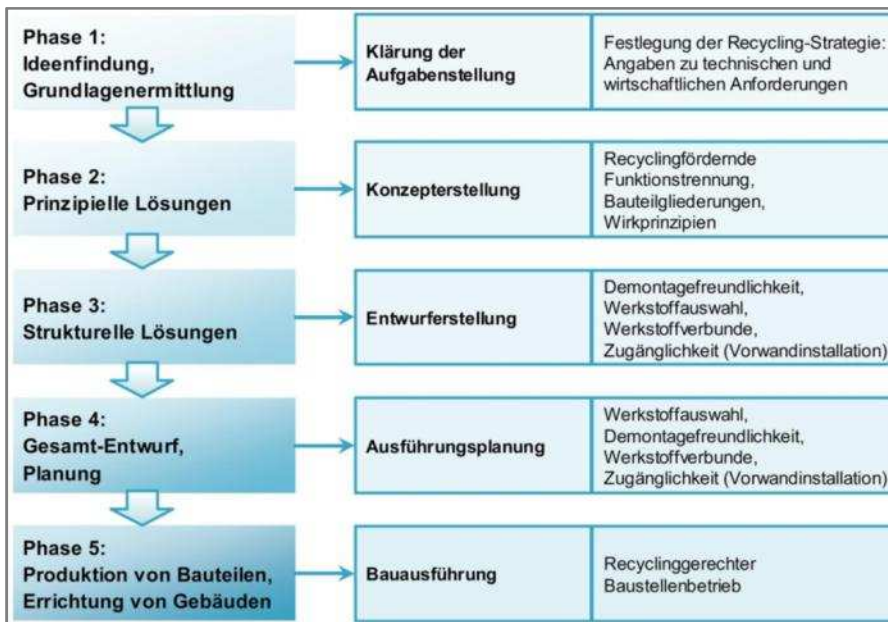 Phase 1:
Ideenfindung,
Grundlagenermittlung
Klärung der
Aufgabenstellung
Festlegung der Recycling-Strategie:
Angaben zu technischen und
wirtschaftlichen Anforderungen
Phase 2:
Prinzipielle Lösungen
Konzepterstellung
Recyclingfördernde
Funktionstrennung,
Bauteilgliederungen,
Wirkprinzipien
Phase 3:
Strukturelle Lösungen
Entwurferstellung
Demontagefreundlichkeit,
Werkstoffauswahl,
Werkstoffverbunde,
Zugänglichkeit (Vorwandinstallation)
Phase 4:
Gesamt-Entwurf,
Planung
Ausführungsplanung
Werkstoffauswahl,
Demontagefreundlichkeit,
Werkstoffverbunde,
Zugänglichkeit (Vorwandinstallation)
Phase 5:
Produktion von Bauteilen,
Errichtung von Gebäuden
Bauausführung
Recyclinggerechter
Baustellenbetrieb